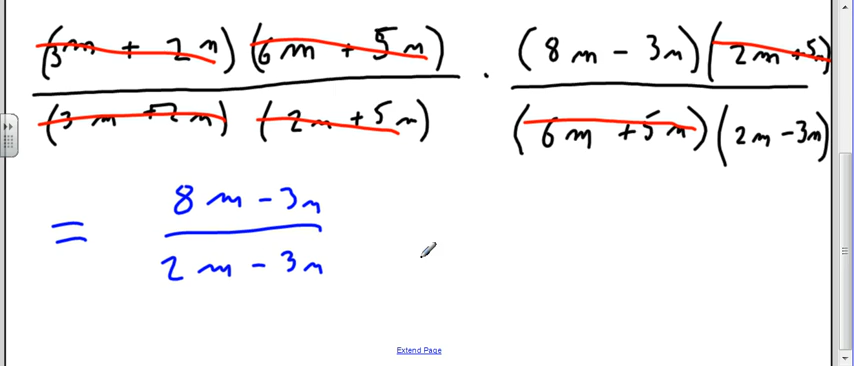 (3m + 2n)(6m + 5n) · (8m - 3n)(2m + 5n)
(3m + 2n) (2m + 5n) (6m + 5n)(2m - 3n)
= 8m - 3n
2m - 3n
Extend Page